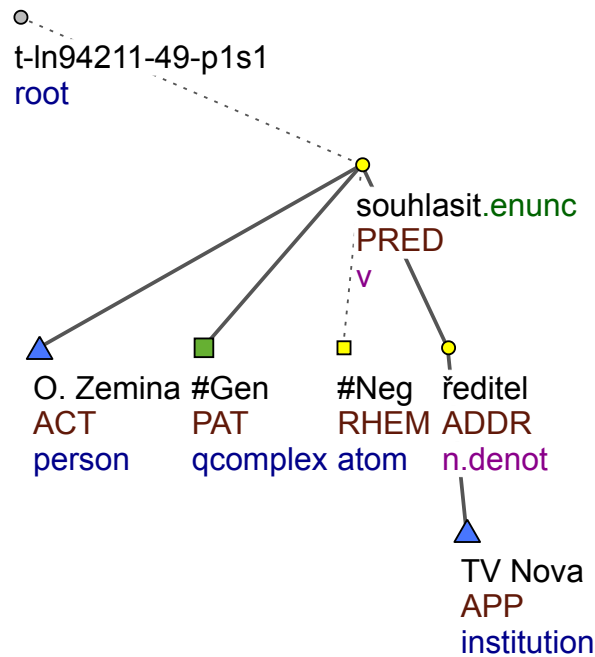 t-ln94211-49-p1s1
root
souhlasit.enunc
PRED
v
O. Zemina #Gen #Neg ředitel
ACT PAT RHEM ADDR
person qcomplex atom n.denot
TV Nova
APP
institution